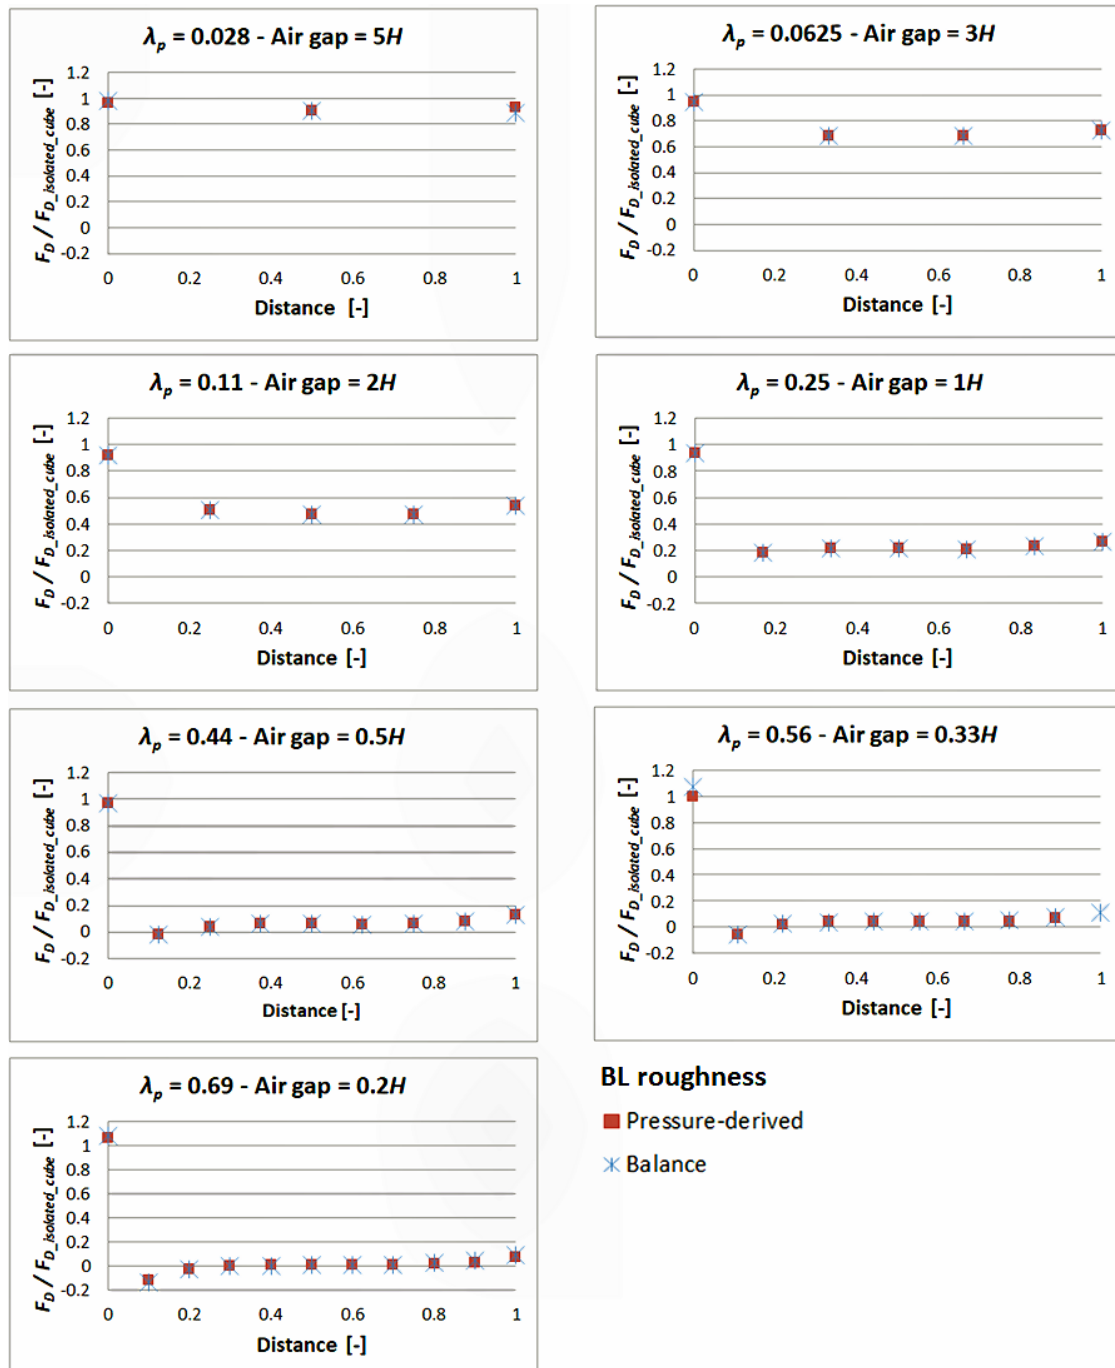 λp = 0.028 - Air gap = 5H
FD / FD_isolated_cube [-]
1.2
1
0.8
0.6
0.4
0.2
0
-0.2
0 0.2 0.4 0.6 0.8 1
Distance [-]
λp = 0.0625 - Air gap = 3H
FD / FD_isolated_cube [-]
1.2
1
0.8
0.6
0.4
0.2
0
-0.2
0 0.2 0.4 0.6 0.8 1
Distance [-]
λp = 0.11 - Air gap = 2H
FD / FD_isolated_cube [-]
1.2
1
0.8
0.6
0.4
0.2
0
-0.2
0 0.2 0.4 0.6 0.8 1
Distance [-]
λp = 0.25 - Air gap = 1H
FD / FD_isolated_cube [-]
1.2
1
0.8
0.6
0.4
0.2
0
-0.2
0 0.2 0.4 0.6 0.8 1
Distance [-]
λp = 0.44 - Air gap = 0.5H
FD / FD_isolated_cube [-]
1.2
1
0.8
0.6
0.4
0.2
0
-0.2
0 0.2 0.4 0.6 0.8 1
Distance [-]
λp = 0.56 - Air gap = 0.33H
FD / FD_isolated_cube [-]
1.2
1
0.8
0.6
0.4
0.2
0
-0.2
0 0.2 0.4 0.6 0.8 1
Distance [-]
λp = 0.69 - Air gap = 0.2H
FD / FD_isolated_cube [-]
1.2
1
0.8
0.6
0.4
0.2
0
-0.2
0 0.2 0.4 0.6 0.8 1
Distance [-]
BL roughness
Pressure-derived
Balance